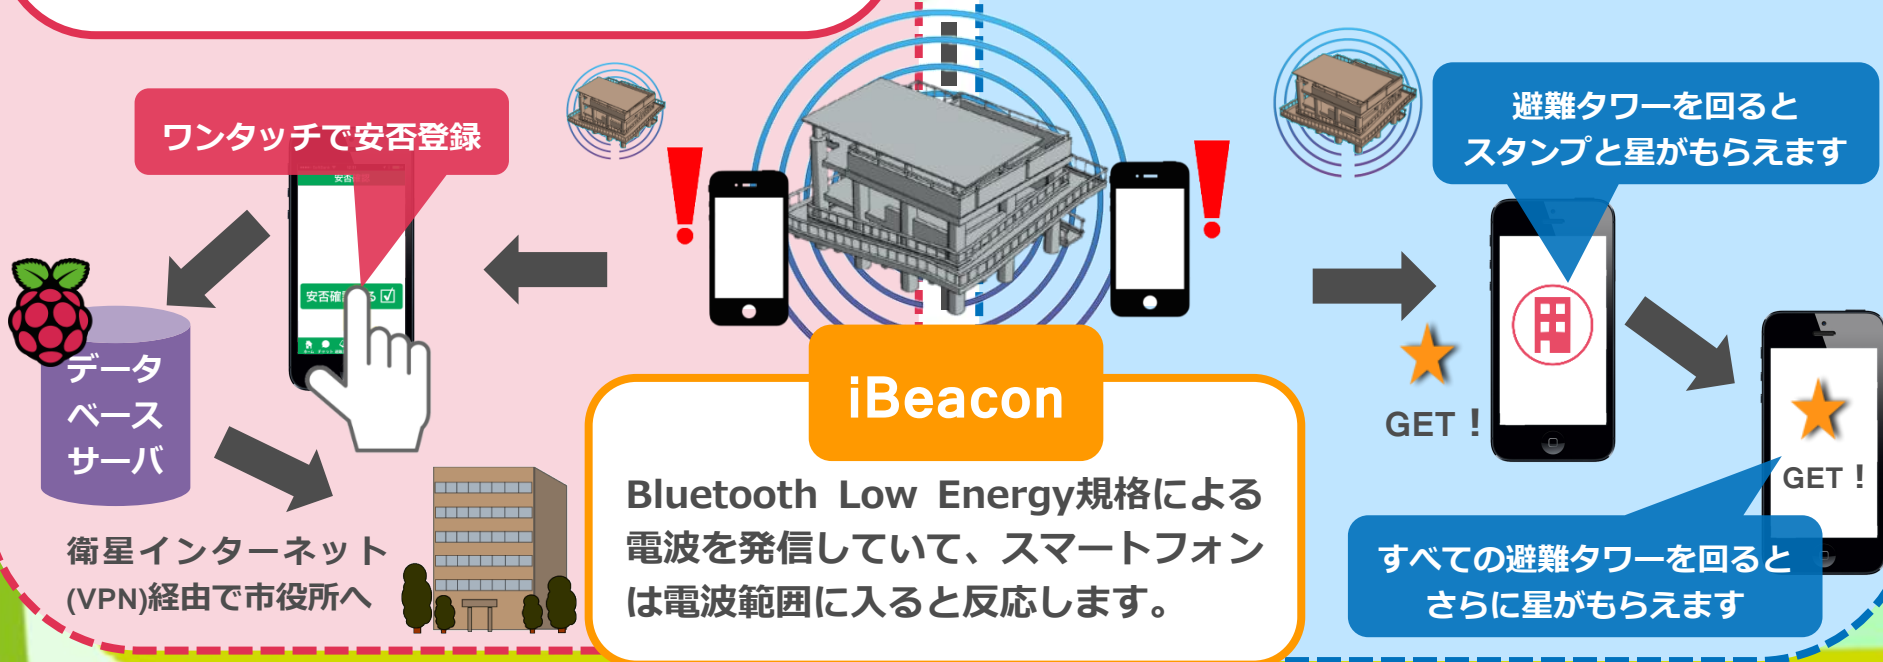 ワンタッチで安否登録
安否確
データ
ベース
サーバ
衛星インターネット
(VPN)経由で市役所へ
iBeacon
Bluetooth Low Energy規格による
電波を発信していて、スマートフォン
は電波範囲に入ると反応します。
避難タワーを回ると
スタンプと星がもらえます
GET！
GET！
すべての避難タワーを回ると
さらに星がもらえます